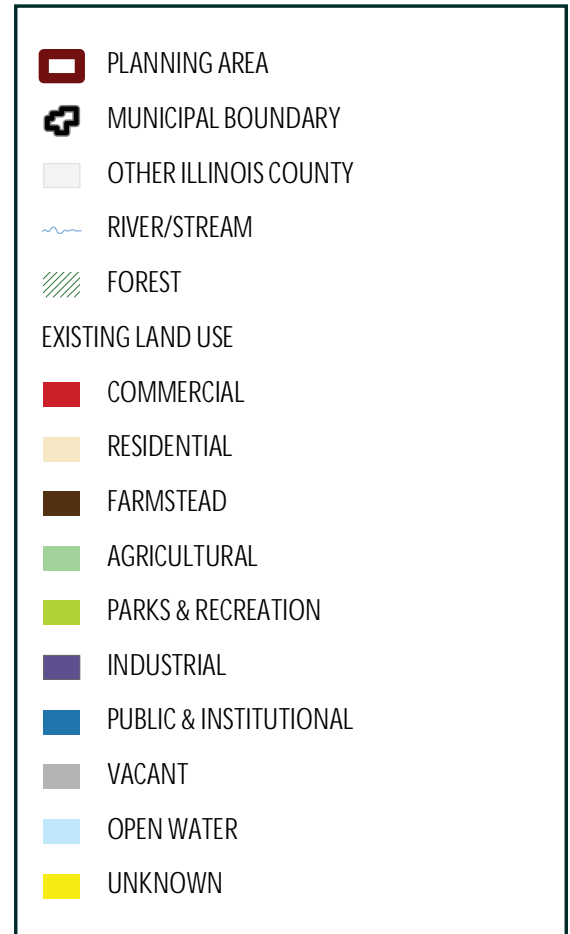 PLANNING AREA
MUNICIPAL BOUNDARY
OTHER ILLINOIS COUNTY
RIVER/STREAM
FOREST
EXISTING LAND USE
COMMERCIAL
RESIDENTIAL
FARMSTEAD
AGRICULTURAL
PARKS & RECREATION
INDUSTRIAL
PUBLIC & INSTITUTIONAL
VACANT
OPEN WATER
UNKNOWN